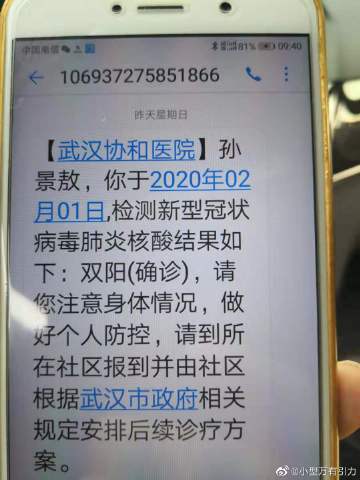 中国电信 81% 09:40
106937275851866
昨天星期日
【武汉协和医院】孙
景敖，你于2020年02
月01日,检测新型冠状
病毒肺炎核酸结果如
下：双阳(确诊)，请
您注意身体情况，做
好个人防控，请到所
在社区报到并由社区
根据武汉市政府相关
规定安排后续诊疗方
案。
@小型万有引力